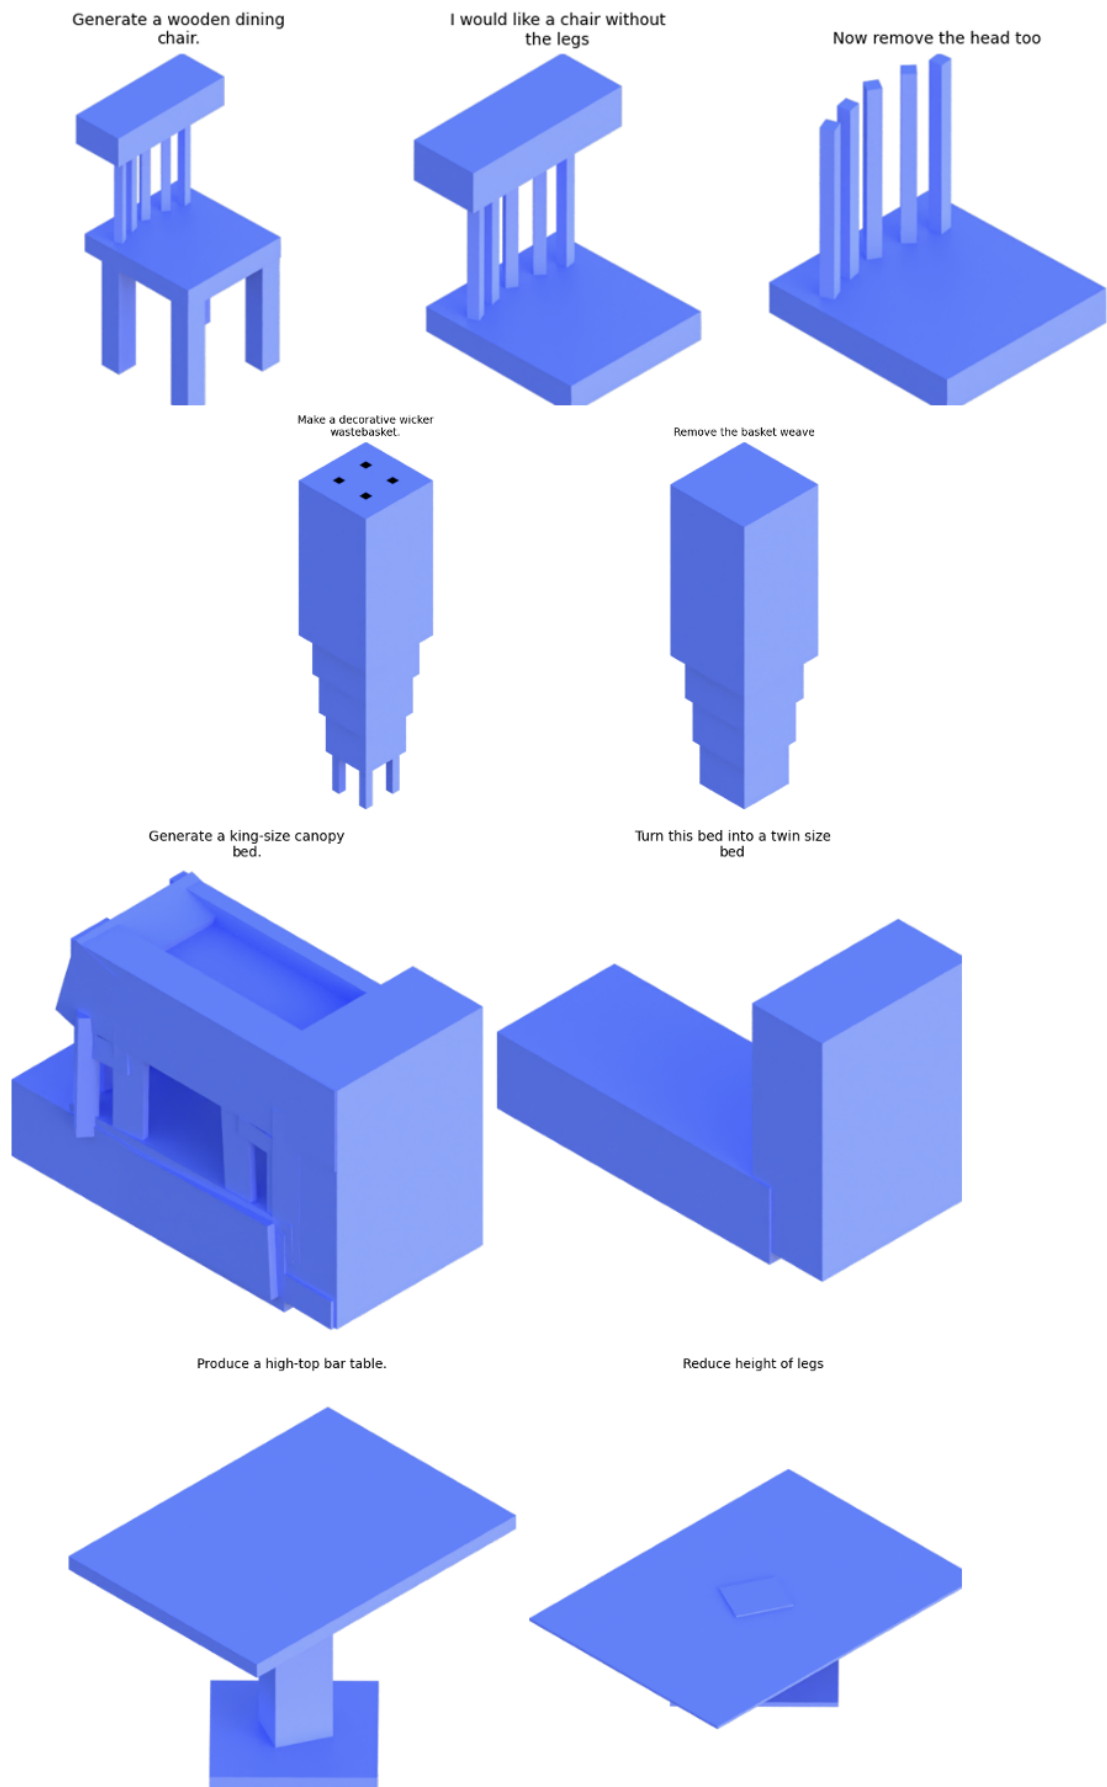 Generate a wooden dining
chair.
I would like a chair without
the legs
Now remove the head too
Make a decorative wicker
wastebasket.
Remove the basket weave
Generate a king-size canopy
bed.
Turn this bed into a twin size
bed
Produce a high-top bar table.
Reduce height of legs